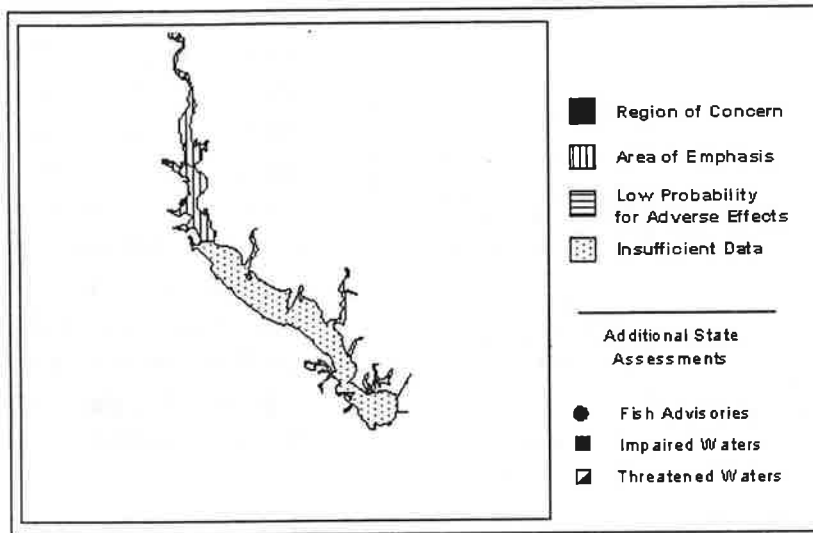 Region of Concern
Area of Emphasis
Low Probability
for Adverse Effects
Insufficient Data
Additional State
Assessments
Fish Advisories
Impaired Waters
Threatened Waters